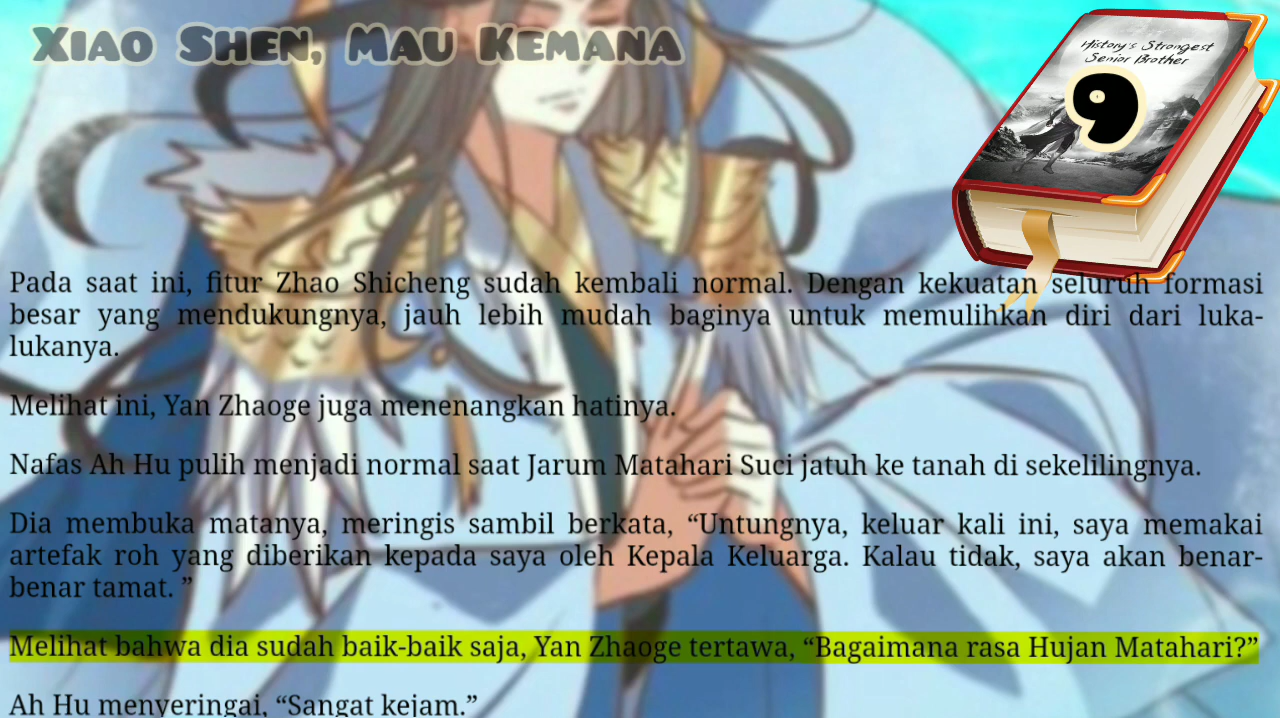 Xiao Shen, Mau Kemana
History's Strongest
Senior Brother
9
Pada saat ini, fitur Zhao Shicheng sudah kembali normal. Dengan kekuatan seluruh formasi
besar yang mendukungnya, jauh lebih mudah baginya untuk memulihkan diri dari luka-
lukanya.
Melihat ini, Yan Zhaoge juga menenangkan hatinya.
Nafas Ah Hu pulih menjadi normal saat Jarum Matahari Suci jatuh ke tanah di sekelilingnya.
Dia membuka matanya, meringis sambil berkata, “Untungnya, keluar kali ini, saya memakai
artefak roh yang diberikan kepada saya oleh Kepala Keluarga. Kalau tidak, saya akan benar-
benar tamat. ”
Melihat bahwa dia sudah baik-baik saja, Yan Zhaoge tertawa, “Bagaimana rasa Hujan Matahari?”
Ah Hu menyeringai, “Sangat kejam.”